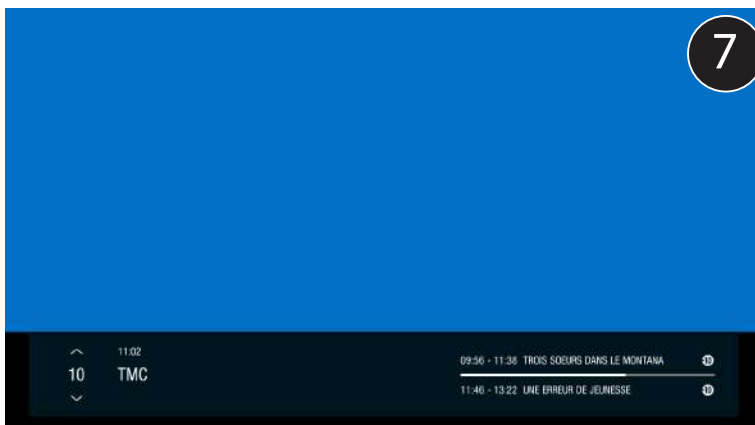 7
11:02
10 TMC
09:56 - 11:38 TROIS SOEURS DANS LE MONTANA
11:46 - 13:22 UNE ERREUR DE JEUNESSE